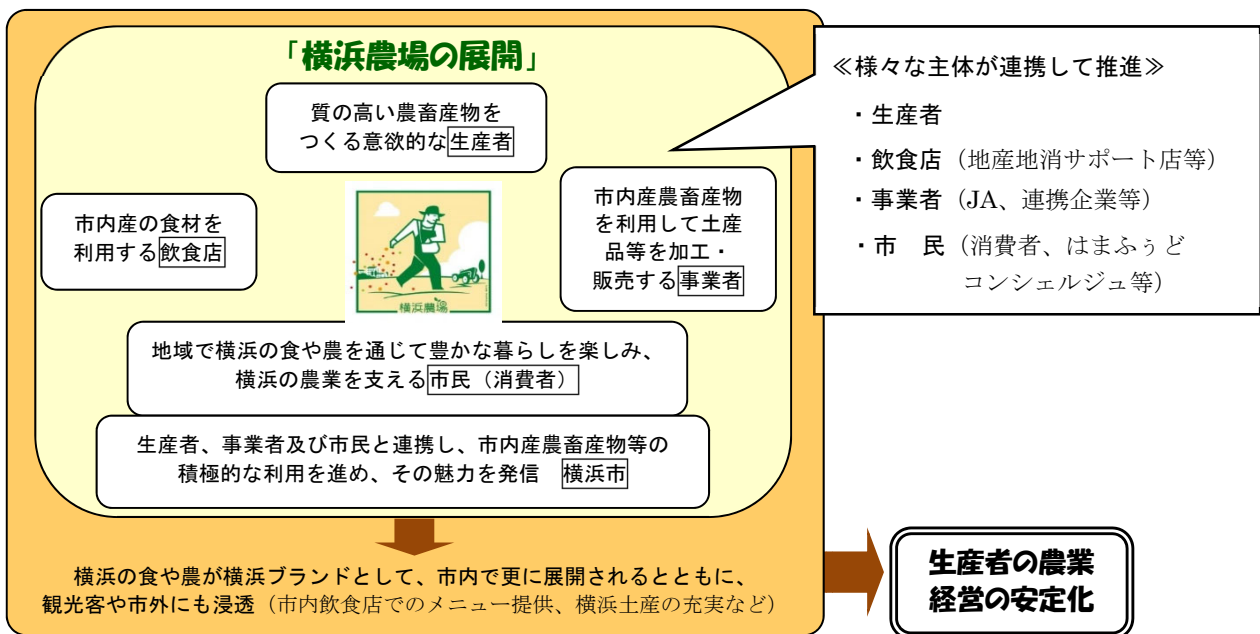 「横浜農場の展開」
質の高い農畜産物を
つくる意欲的な生産者
市内産の食材を
利用する飲食店
市内産農畜産物
を利用して土産
品等を加工・
販売する事業者
横浜農場
地域で横浜の食や農を通じて豊かな暮らしを楽しみ、
横浜の農業を支える市民（消費者）
生産者、事業者及び市民と連携し、市内産農畜産物等の
積極的な利用を進め、その魅力を発信　横浜市
横浜の食や農が横浜ブランドとして、市内で更に展開されるとともに、
観光客や市外にも浸透（市内飲食店でのメニュー提供、横浜土産の充実など）
≪様々な主体が連携して推進≫
・生産者
・飲食店（地産地消サポート店等）
・事業者（JA、連携企業等）
・市　民（消費者、はまふぅど
コンシェルジュ等）
生産者の農業
経営の安定化